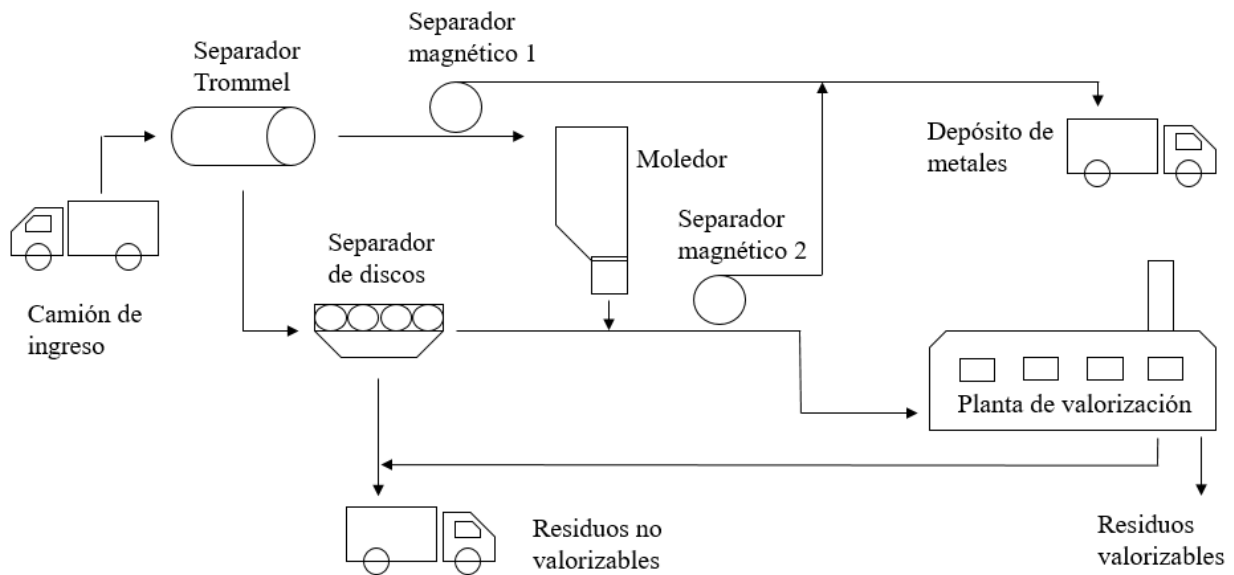 Separador
magnético 1
Separador
Trommel
Depósito de
metales
Moledor
Separador
magnético 2
Separador
de discos
Camión de
ingreso
Planta de valorización
Residuos no
valorizables
Residuos
valorizables